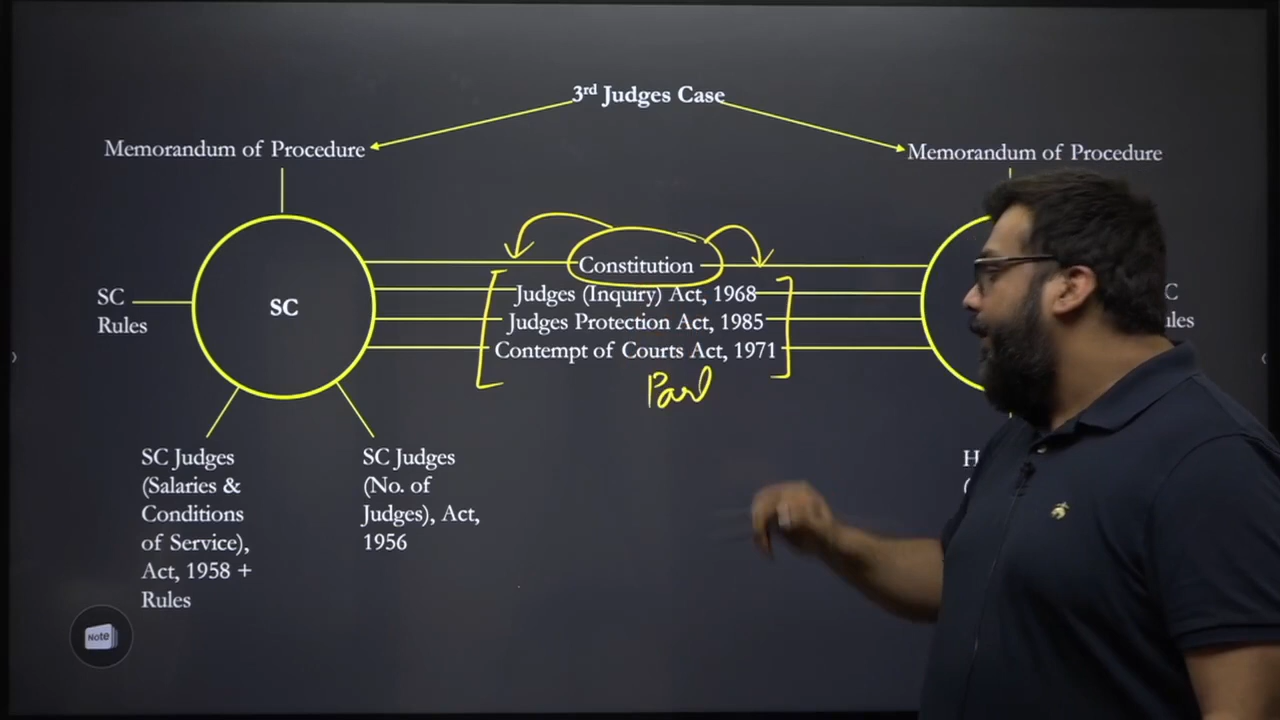 3rd Judges Case
Memorandum of Procedure
Memorandum of Procedure
Constitution
Judges (Inquiry) Act, 1968
Judges Protection Act, 1985
Contempt of Courts Act, 1971
Parl
SC
Rules
SC
SC Judges
(Salaries &
Conditions
of Service),
Act, 1958 +
Rules
SC Judges
(No. of
Judges), Act,
1956
Note